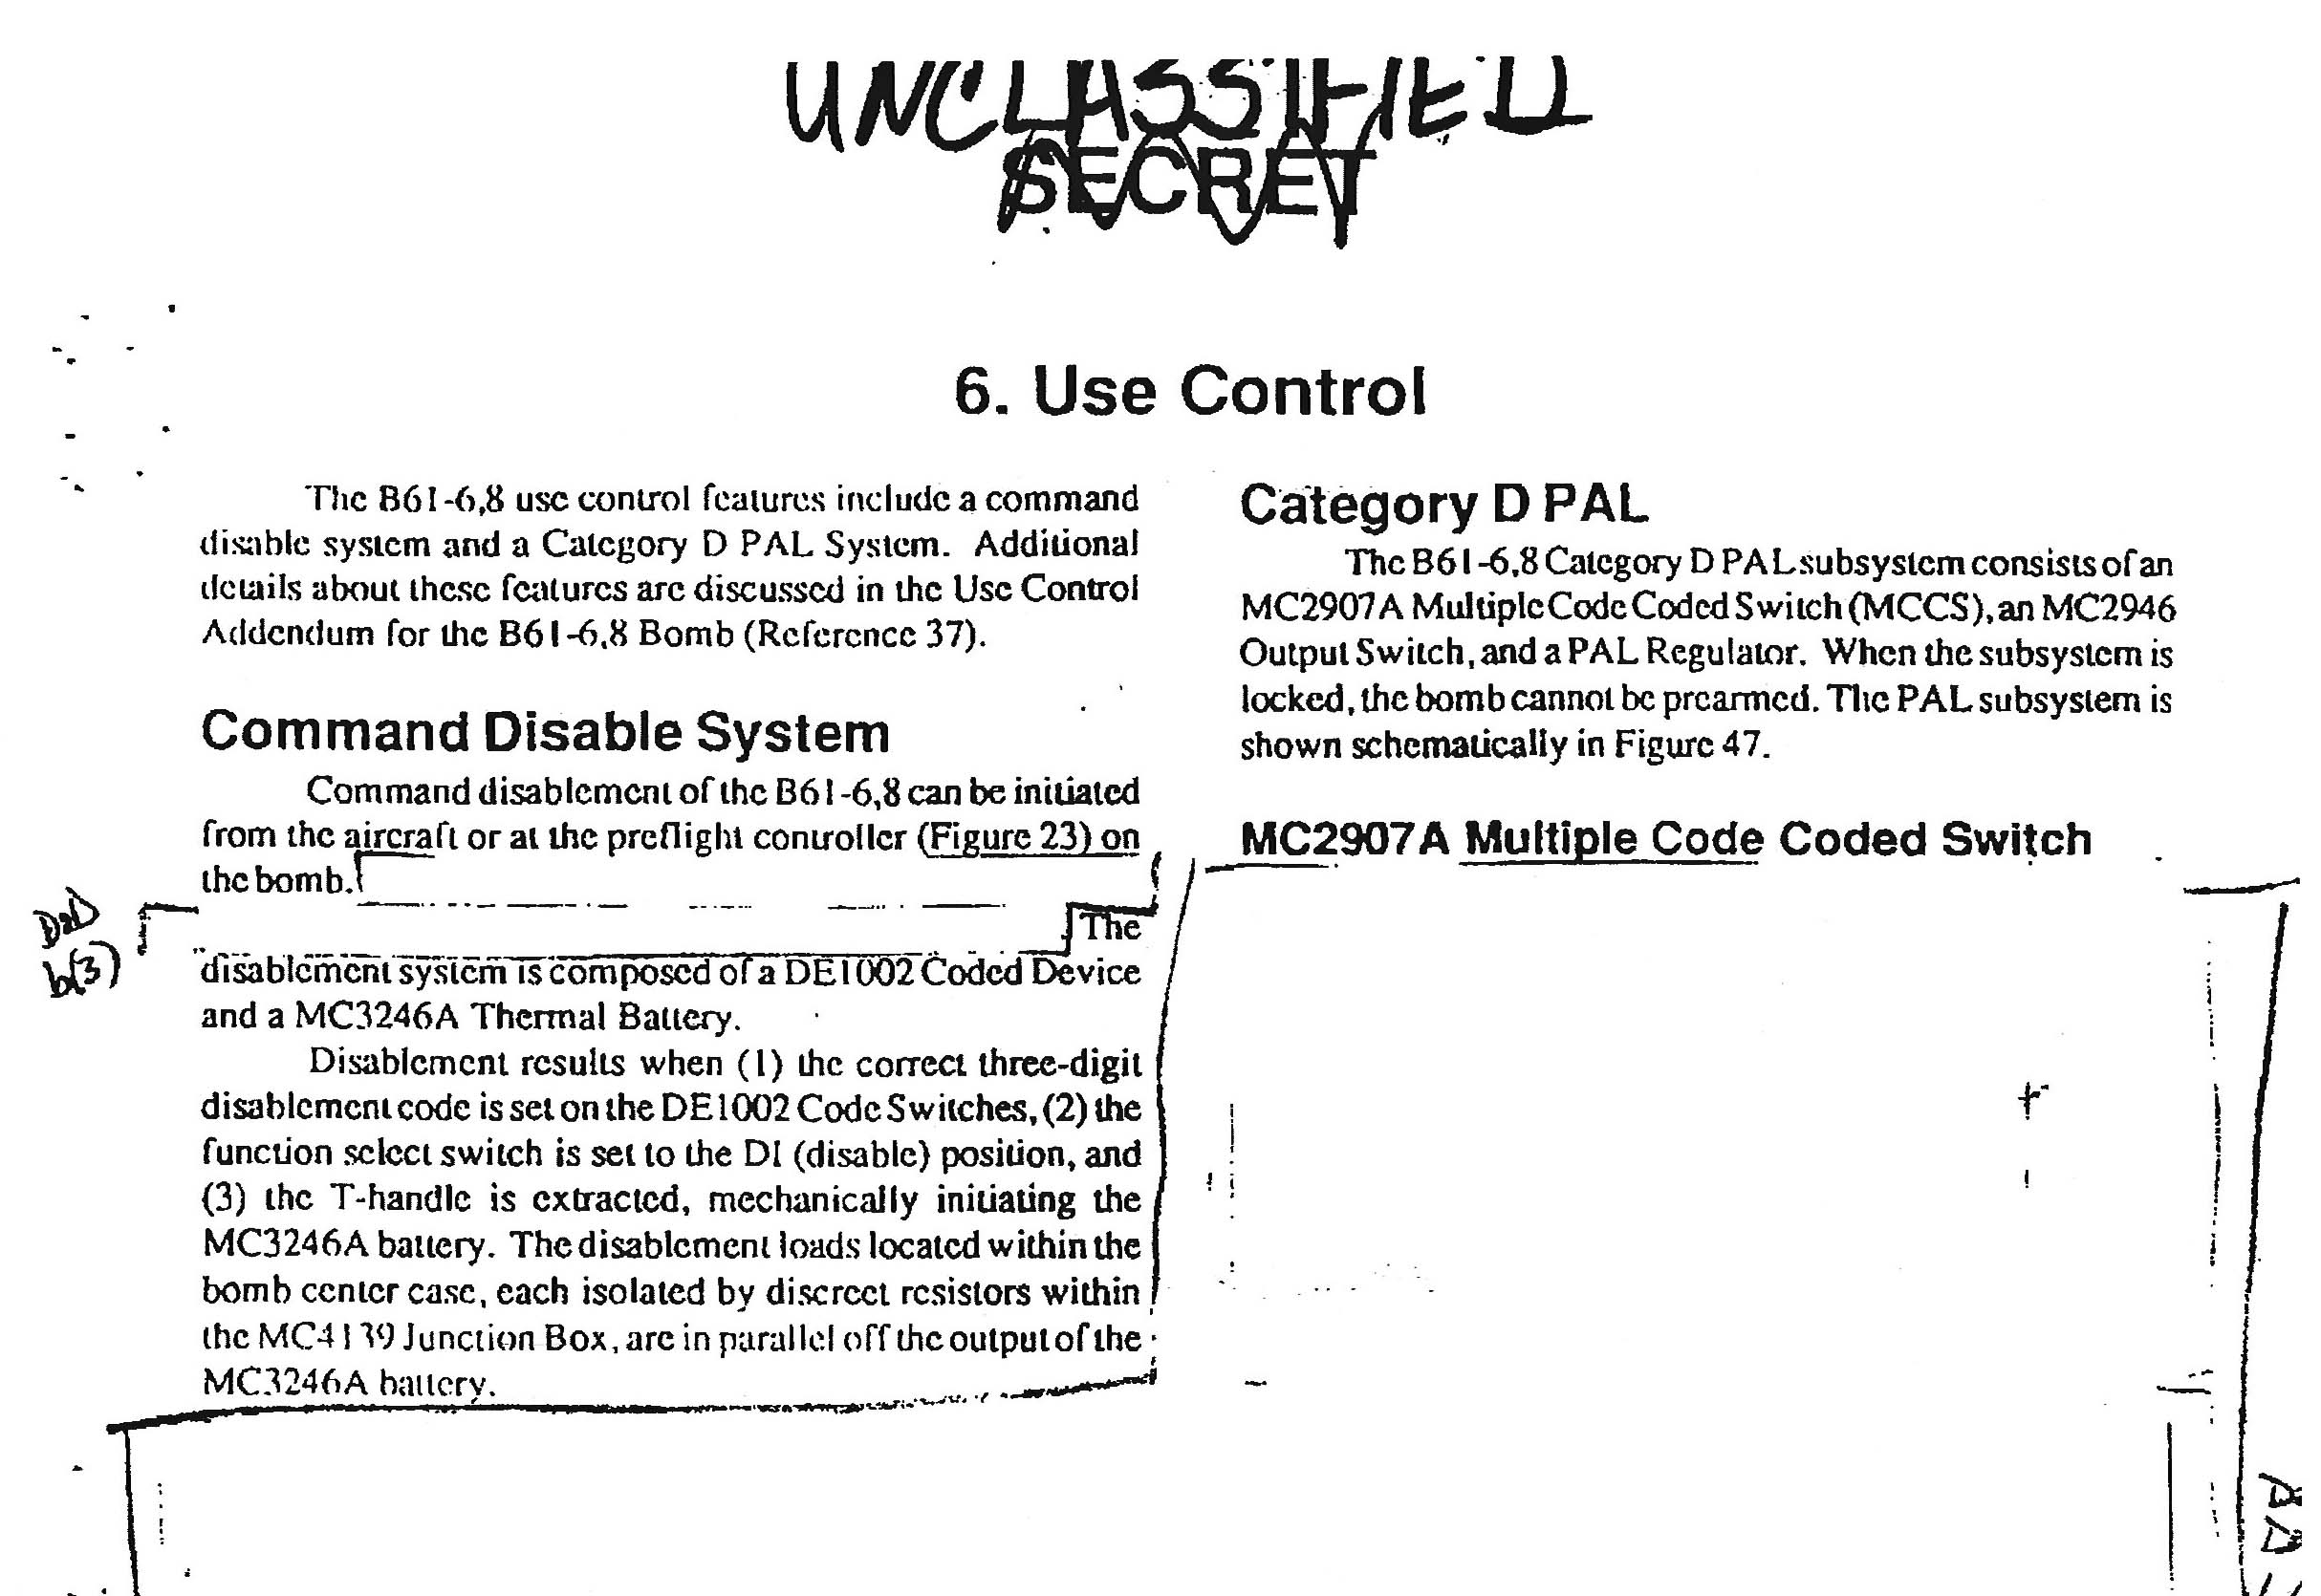 UNCLASSIFIED
SECRET
6. Use Control
The B61-6,8 use control features include a command
disable system and a Category D PAL System. Additional
details about these features are discussed in the Use Control
Addendum for the B61-6,8 Bomb (Reference 37).
Command Disable System
Command disablement of the B61-6,8 can be initiated
from the aircraft or at the preflight controller (Figure 23) on
the bomb.
The
disablement system is composed of a DE1002 Coded Device
and a MC3246A Thermal Battery.
Disablement results when (1) the correct three-digit
disablement code is set on the DE1002 Code Switches, (2) the
function select switch is set to the DI (disable) position, and
(3) the T-handle is extracted, mechanically initiating the
MC3246A battery. The disablement loads located within the
bomb center case, each isolated by discreet resistors within
the MC4139 Junction Box, are in parallel off the output of the
MC3246A battery.
DoD
b(3)
Category D PAL
The B61-6,8 Category D PAL subsystem consists of an
MC2907A Multiple Code Coded Switch (MCCS), an MC2946
Output Switch, and a PAL Regulator. When the subsystem is
locked, the bomb cannot be prearmed. The PAL subsystem is
shown schematically in Figure 47.
MC2907A Multiple Code Coded Switch